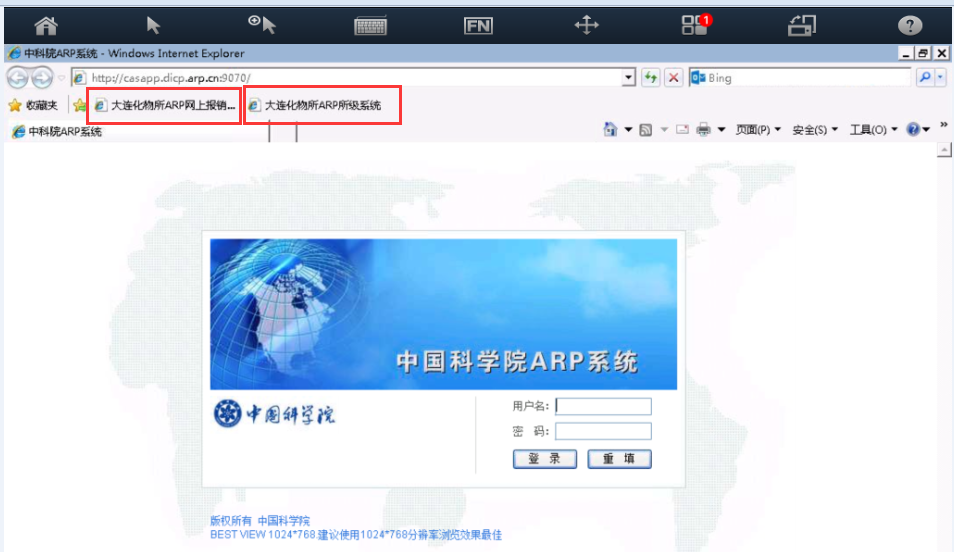 FN
1
?
中科院ARP系统 - Windows Internet Explorer
http://casapp.dicp.arp.cn:9070/
Bing
收藏夹 大连化物所ARP网上报销... 大连化物所ARP所级系统
中科院ARP系统
页面(P) 安全(S) 工具(O) ? »
中国科学院ARP系统
中国科学院
用户名:
密 码:
登 录 重 填
版权所有 中国科学院
BEST VIEW 1024*768.建议使用1024*768分辨率浏览效果最佳